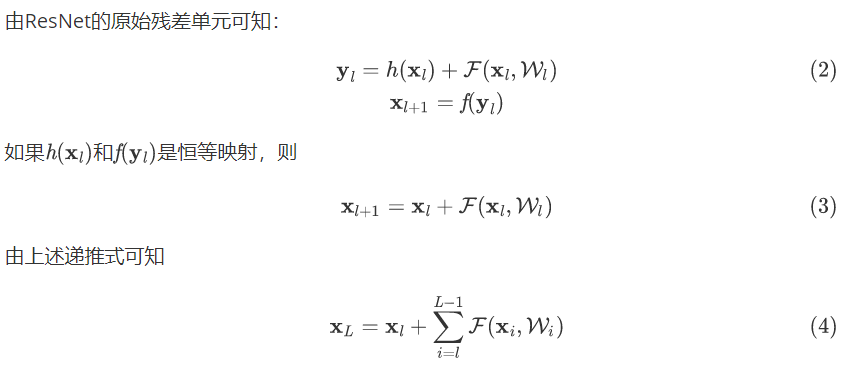 由ResNet的原始残差单元可知：
$$\mathbf{y}_l = h(\mathbf{x}_l) + \mathcal{F}(\mathbf{x}_l, \mathcal{W}_l)$$ (2)
$$\mathbf{x}_{l+1} = f(\mathbf{y}_l)$$
如果$h(\mathbf{x}_l)$和$f(\mathbf{y}_l)$是恒等映射，则
$$\mathbf{x}_{l+1} = \mathbf{x}_l + \mathcal{F}(\mathbf{x}_l, \mathcal{W}_l)$$ (3)
由上述递推式可知
$$\mathbf{x}_L = \mathbf{x}_l + \sum_{i=l}^{L-1} \mathcal{F}(\mathbf{x}_i, \mathcal{W}_i)$$ (4)